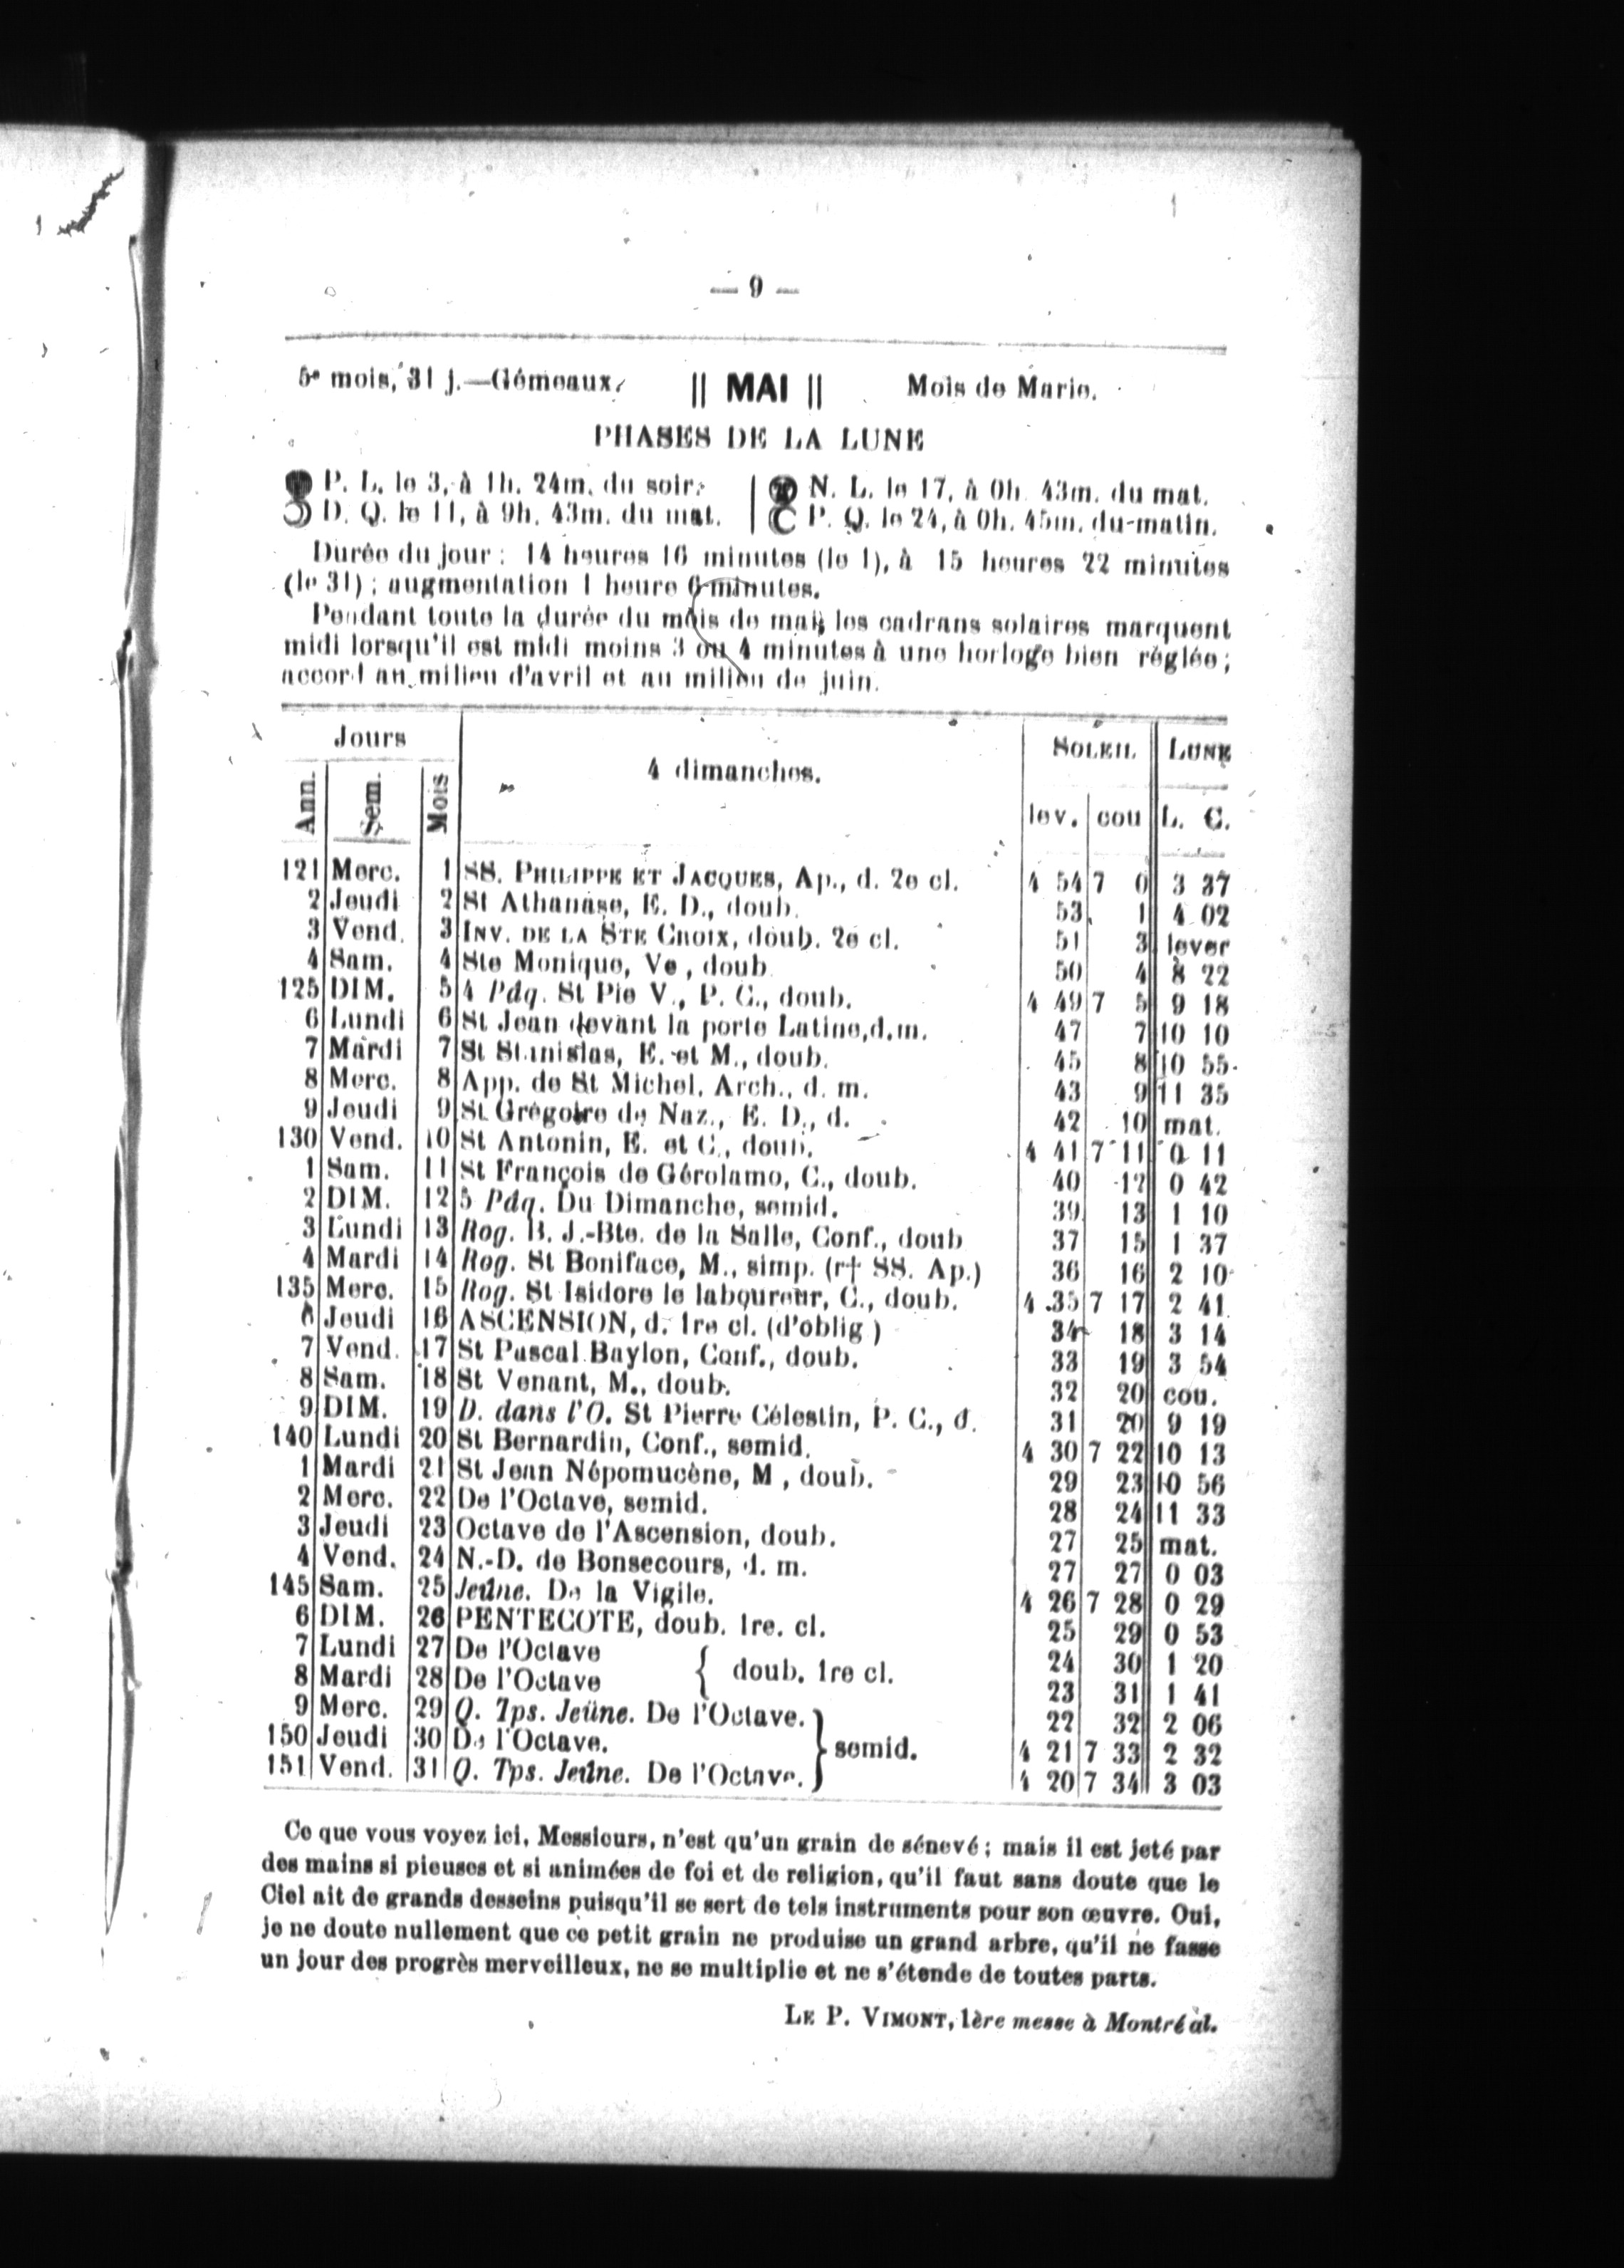 — 9 —
5e mois, 31 j.—Gémeaux. || MAI || Mois de Marie.
PHASES DE LA LUNE
P. L. le 3, à 1h. 24m. du soir. | N. L. le 17, à 0h 43m. du mat.
D. Q. le 11, à 9h. 43m. du mat. | P. Q. le 24, à 0h. 45m. du matin.
Durée du jour : 14 heures 16 minutes (le 1), à 15 heures 22 minutes
(le 31) ; augmentation 1 heure 6 minutes.
Pendant toute la durée du mois de mai, les cadrans solaires marquent
midi lorsqu'il est midi moins 3 ou 4 minutes à une horloge bien réglée ;
accord au milieu d'avril et au milieu de juin.
Jours 4 dimanches. SOLEIL LUNE
Ann. Sem. Mois lev. cou L. C.
121 Merc. 1 SS. PHILIPPE ET JACQUES, Ap., d. 2e cl. 4 54 7 0 3 37
2 Jeudi 2 St Athanase, E. D., doub. 53 1 4 02
3 Vend. 3 INV. DE LA STE CROIX, doub. 2e cl. 51 3 lever
4 Sam. 4 Ste Monique, Ve, doub 50 4 8 22
125 DIM. 5 4 Pdq. St Pie V., P. C., doub. 4 49 7 5 9 18
6 Lundi 6 St Jean devant la porte Latine,d.m. 47 7 10 10
7 Mardi 7 St Stanislas, E. et M., doub. 45 8 10 55
8 Merc. 8 App. de St Michel, Arch., d. m. 43 9 11 35
9 Jeudi 9 St Grégoire de Naz., E. D., d. 42 10 mat.
130 Vend. 10 St Antonin, E. et C., doub. 4 41 7 11 0 11
1 Sam. 11 St François de Gérolamo, C., doub. 40 12 0 42
2 DIM. 12 5 Pdq. Du Dimanche, semid. 39 13 1 10
3 Lundi 13 Rog. B. J.-Bte. de la Salle, Conf., doub 37 15 1 37
4 Mardi 14 Rog. St Boniface, M., simp. (r† SS. Ap.) 36 16 2 10
135 Merc. 15 Rog. St Isidore le laboureur, C., doub. 4 35 7 17 2 41
6 Jeudi 16 ASCENSION, d. 1re cl. (d'oblig ) 34 18 3 14
7 Vend. 17 St Pascal Baylon, Conf., doub. 33 19 3 54
8 Sam. 18 St Venant, M., doub. 32 20 cou.
9 DIM. 19 D. dans l'O. St Pierre Célestin, P. C., d. 31 20 9 19
140 Lundi 20 St Bernardin, Conf., semid. 4 30 7 22 10 13
1 Mardi 21 St Jean Népomucène, M , doub. 29 23 10 56
2 Merc. 22 De l'Octave, semid. 28 24 11 33
3 Jeudi 23 Octave de l'Ascension, doub. 27 25 mat.
4 Vend. 24 N.-D. de Bonsecours, d. m. 27 27 0 03
145 Sam. 25 Jeûne. De la Vigile. 4 26 7 28 0 29
6 DIM. 26 PENTECOTE, doub. 1re. cl. 25 29 0 53
7 Lundi 27 De l'Octave { doub. 1re cl. 24 30 1 20
8 Mardi 28 De l'Octave 23 31 1 41
9 Merc. 29 Q. Tps. Jeûne. De l'Octave. 22 32 2 06
150 Jeudi 30 De l'Octave. } semid. 4 21 7 33 2 32
151 Vend. 31 Q. Tps. Jeûne. De l'Octave. 4 20 7 34 3 03
Ce que vous voyez ici, Messieurs, n'est qu'un grain de sénevé ; mais il est jeté par
des mains si pieuses et si animées de foi et de religion, qu'il faut sans doute que le
Ciel ait de grands desseins puisqu'il se sert de tels instruments pour son œuvre. Oui,
je ne doute nullement que ce petit grain ne produise un grand arbre, qu'il ne fasse
un jour des progrès merveilleux, ne se multiplie et ne s'étende de toutes parts.
LE P. VIMONT, 1ère messe à Montréal.